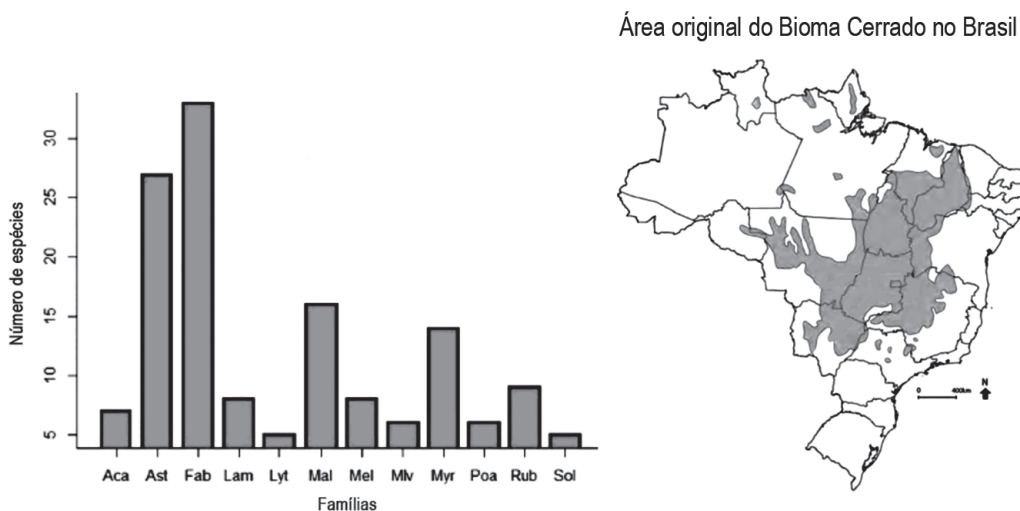 Área original do Bioma Cerrado no Brasil
Número de espécies
30
25
20
15
10
5
Aca Ast Fab Lam Lyt Mal Mel Mlv Myr Poa Rub Sol
Famílias
N
0 400km